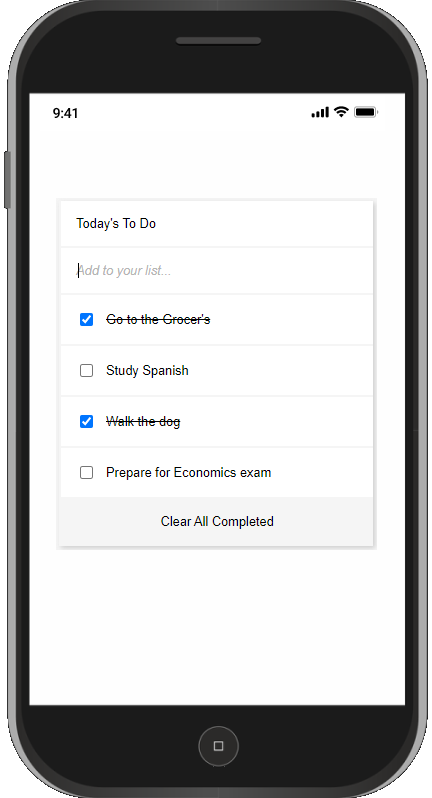 9:41
Today's To Do
Add to your list...
Go to the Grocer's
Study Spanish
Walk the dog
Prepare for Economics exam
Clear All Completed